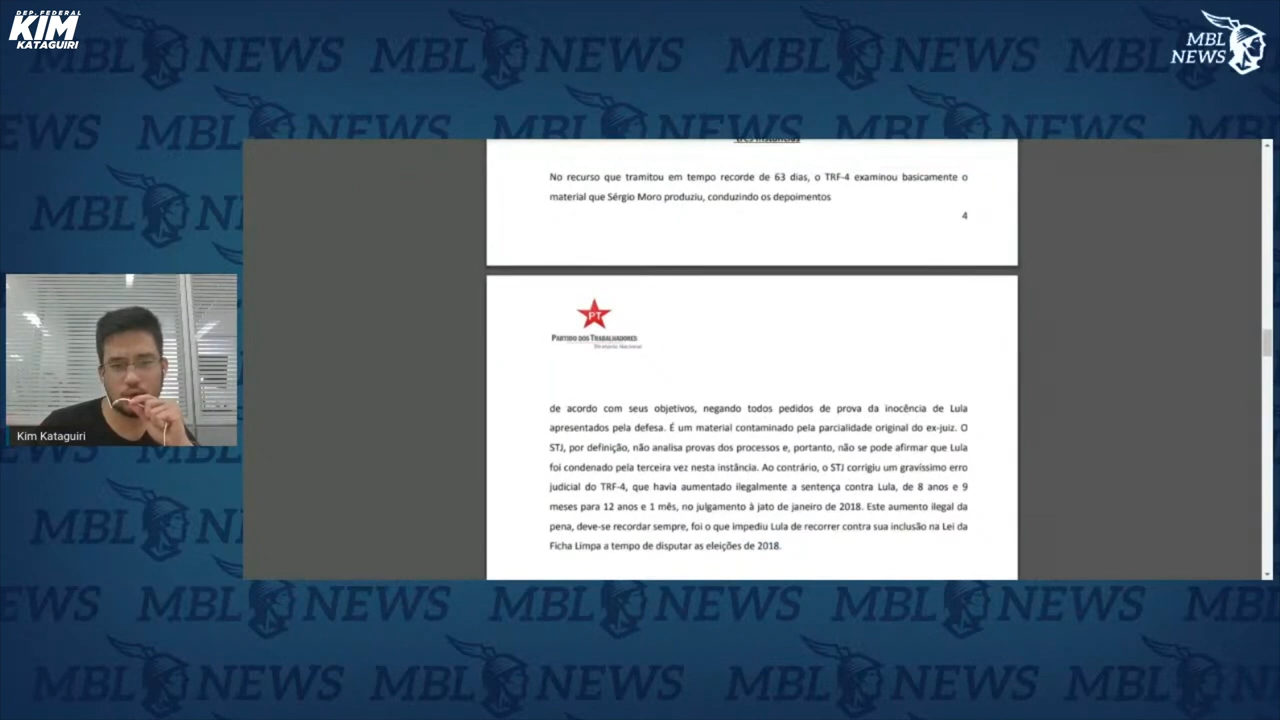 DEP. FEDERAL
KIM
KATAGUIRI
MBL
NEWS
três instâncias
No recurso que tramitou em tempo recorde de 63 dias, o TRF-4 examinou basicamente o
material que Sérgio Moro produziu, conduzindo os depoimentos
4
PT
PARTIDO DOS TRABALHADORES
Diretório Nacional
de acordo com seus objetivos, negando todos pedidos de prova da inocência de Lula
apresentados pela defesa. É um material contaminado pela parcialidade original do ex-juiz. O
STJ, por definição, não analisa provas dos processos e, portanto, não se pode afirmar que Lula
foi condenado pela terceira vez nesta instância. Ao contrário, o STJ corrigiu um gravíssimo erro
judicial do TRF-4, que havia aumentado ilegalmente a sentença contra Lula, de 8 anos e 9
meses para 12 anos e 1 mês, no julgamento à jato de janeiro de 2018. Este aumento ilegal da
pena, deve-se recordar sempre, foi o que impediu Lula de recorrer contra sua inclusão na Lei da
Ficha Limpa a tempo de disputar as eleições de 2018.
Kim Kataguiri